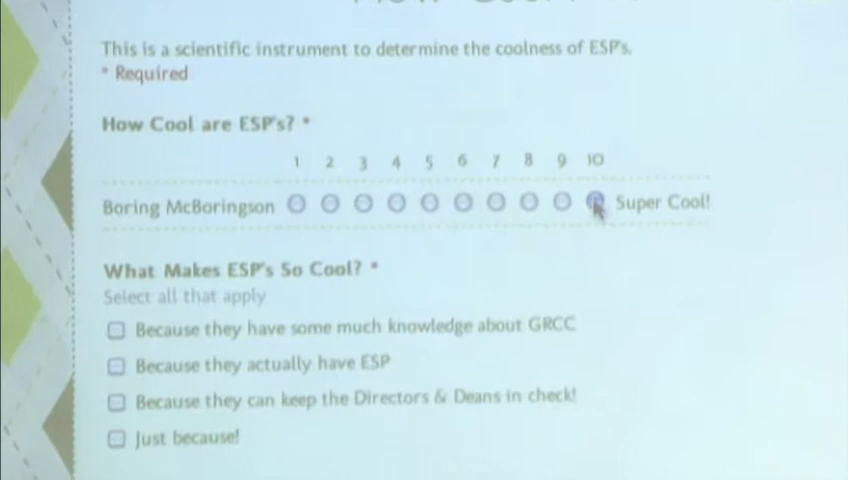 This is a scientific instrument to determine the coolness of ESP's.
* Required
How Cool are ESP's? *
1 2 3 4 5 6 7 8 9 10
Boring McBoringson Super Cool!
What Makes ESP's So Cool? *
Select all that apply
Because they have some much knowledge about GRCC
Because they actually have ESP
Because they can keep the Directors & Deans in check!
Just because!